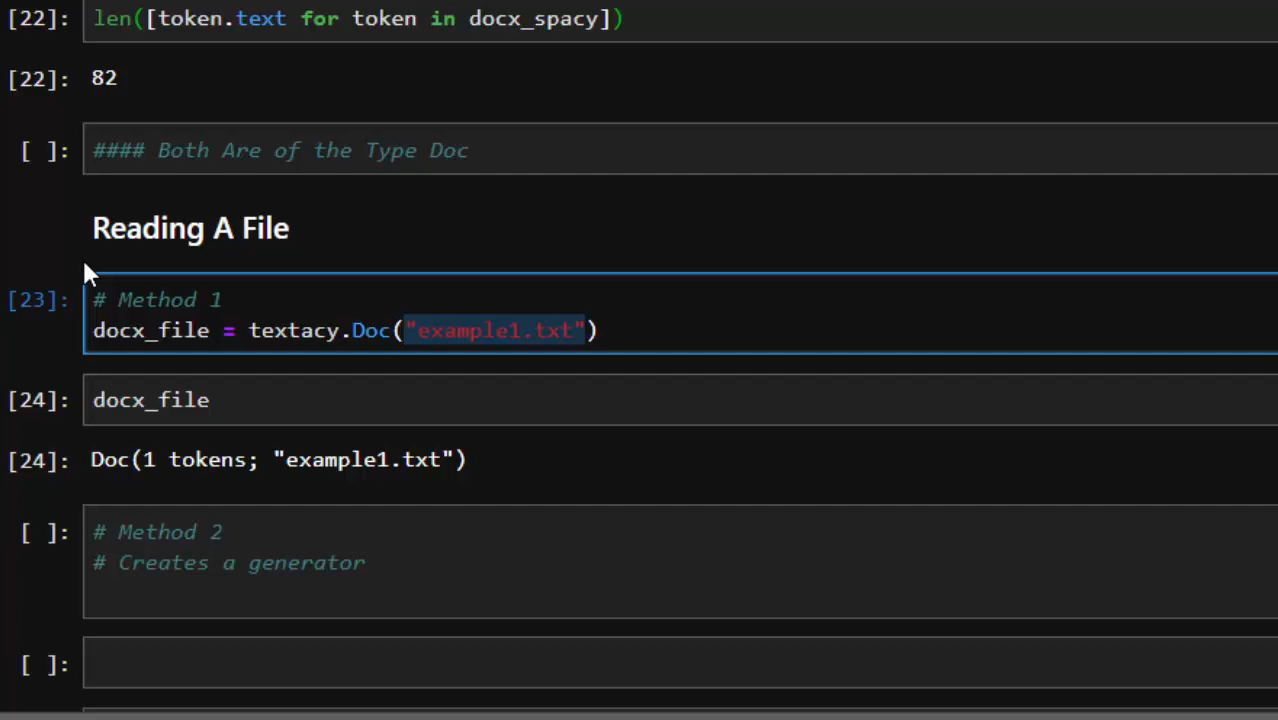 [22]: len([token.text for token in docx_spacy])
[22]: 82
[ ]: #### Both Are of the Type Doc
Reading A File
[23]: # Method 1
docx_file = textacy.Doc("example1.txt")
[24]: docx_file
[24]: Doc(1 tokens; "example1.txt")
[ ]: # Method 2
# Creates a generator
[ ]: